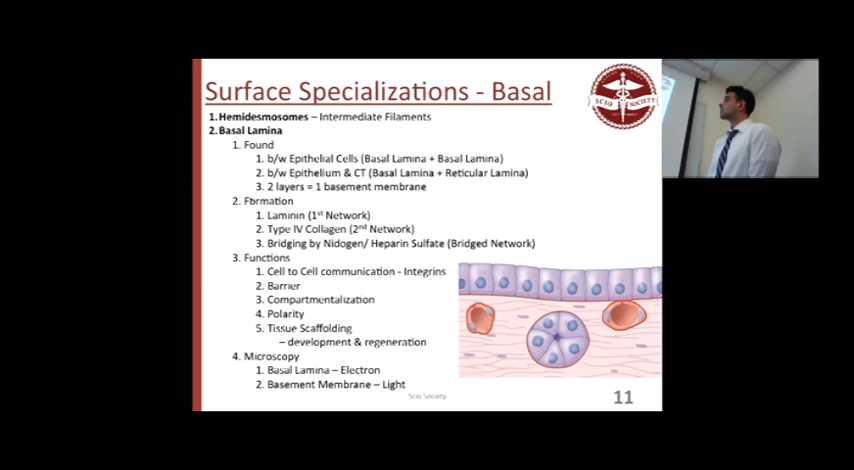 Surface Specializations - Basal
SCIO SOCIETY
1. Hemidesmosomes – Intermediate Filaments
2. Basal Lamina
1. Found
1. b/w Epithelial Cells (Basal Lamina + Basal Lamina)
2. b/w Epithelium & CT (Basal Lamina + Reticular Lamina)
3. 2 layers = 1 basement membrane
2. Formation
1. Laminin (1st Network)
2. Type IV Collagen (2nd Network)
3. Bridging by Nidogen/ Heparin Sulfate (Bridged Network)
3. Functions
1. Cell to Cell communication - Integrins
2. Barrier
3. Compartmentalization
4. Polarity
5. Tissue Scaffolding
– development & regeneration
4. Microscopy
1. Basal Lamina – Electron
2. Basement Membrane – Light
Scio Society
11